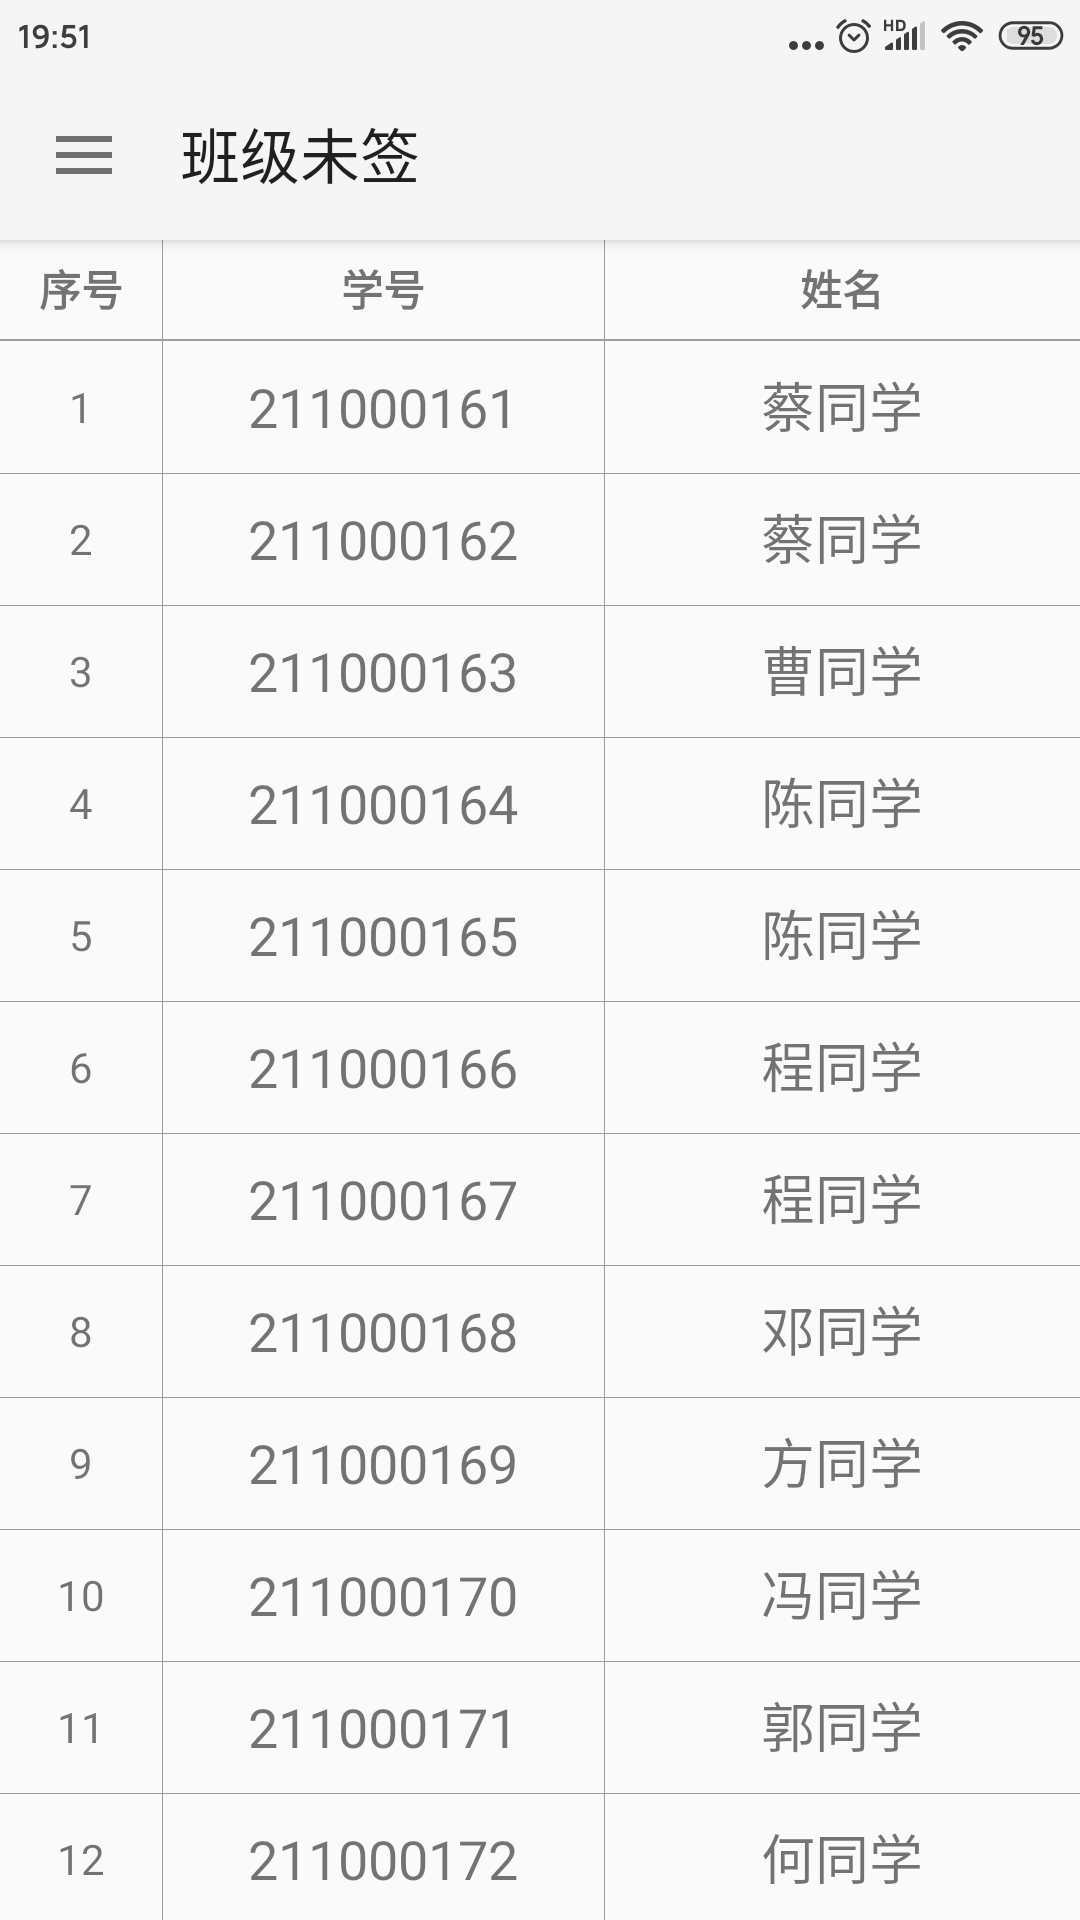 19:51 HD 95
班级未签
序号 学号 姓名
1 211000161 蔡同学
2 211000162 蔡同学
3 211000163 曹同学
4 211000164 陈同学
5 211000165 陈同学
6 211000166 程同学
7 211000167 程同学
8 211000168 邓同学
9 211000169 方同学
10 211000170 冯同学
11 211000171 郭同学
12 211000172 何同学